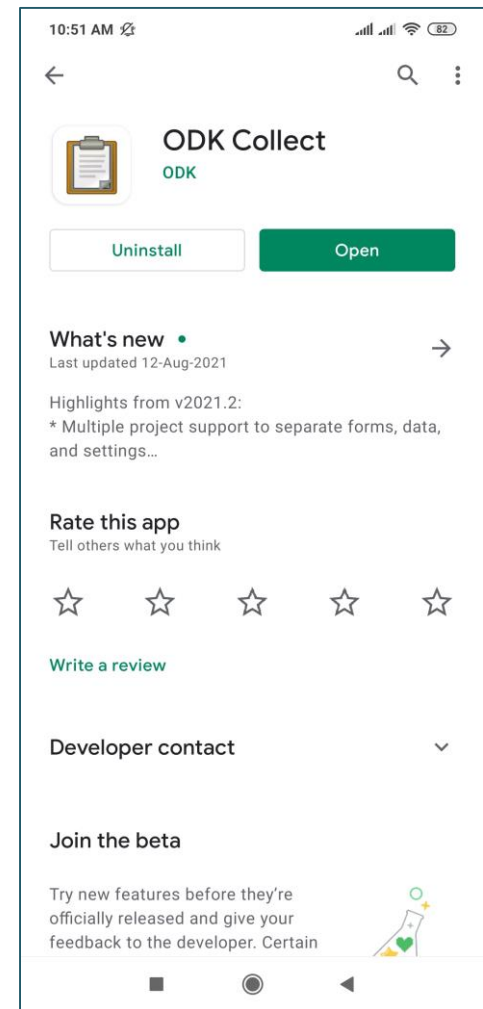 10:51 AM
82
ODK Collect
ODK
Uninstall
Open
What's new
Last updated 12-Aug-2021
Highlights from v2021.2:
* Multiple project support to separate forms, data,
and settings…
Rate this app
Tell others what you think
Write a review
Developer contact
Join the beta
Try new features before they're
officially released and give your
feedback to the developer. Certain